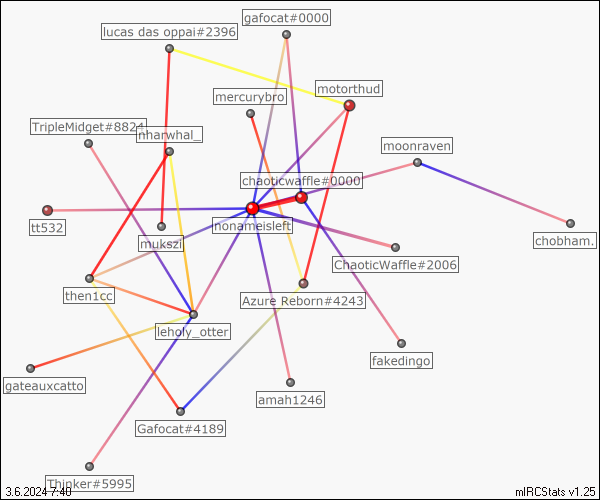 gafocat#0000
lucas das oppai#2396
motorthud
mercurybro
TripleMidget#8824
nharwhal_
moonraven
chaoticwaffle#0000
nonameisleft
tt532
mukszi
chobham.
ChaoticWaffle#2006
then1cc
Azure Reborn#4243
leholy_otter
fakedingo
gateauxcatto
amah1246
Gafocat#4189
Thinker#5995
3.6.2024 7:40
mIRCStats v1.25